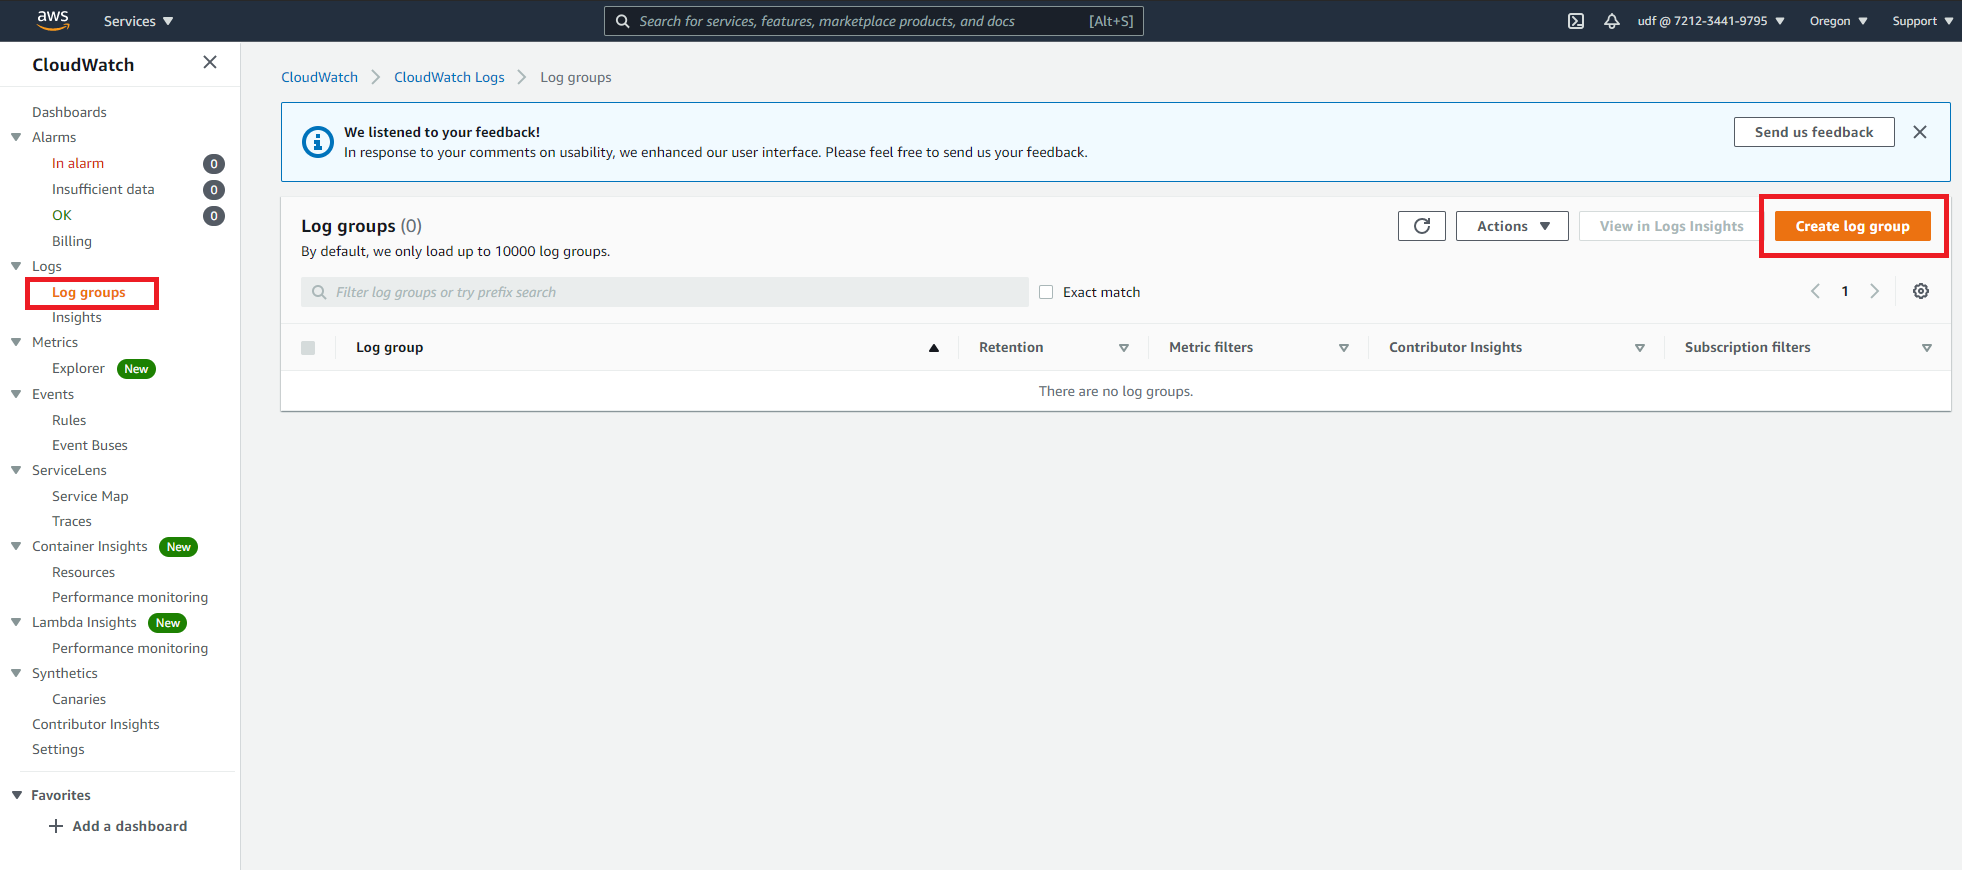 aws
Services
Search for services, features, marketplace products, and docs [Alt+S]
udf @ 7212-3441-9795
Oregon
Support
CloudWatch
Dashboards
Alarms
In alarm 0
Insufficient data 0
OK 0
Billing
Logs
Log groups
Insights
Metrics
Explorer New
Events
Rules
Event Buses
ServiceLens
Service Map
Traces
Container Insights New
Resources
Performance monitoring
Lambda Insights New
Performance monitoring
Synthetics
Canaries
Contributor Insights
Settings
Favorites
Add a dashboard
CloudWatch CloudWatch Logs Log groups
We listened to your feedback!
In response to your comments on usability, we enhanced our user interface. Please feel free to send us your feedback.
Send us feedback
Log groups (0)
By default, we only load up to 10000 log groups.
Actions
View in Logs Insights
Create log group
Filter log groups or try prefix search
Exact match
1
Log group Retention Metric filters Contributor Insights Subscription filters
There are no log groups.